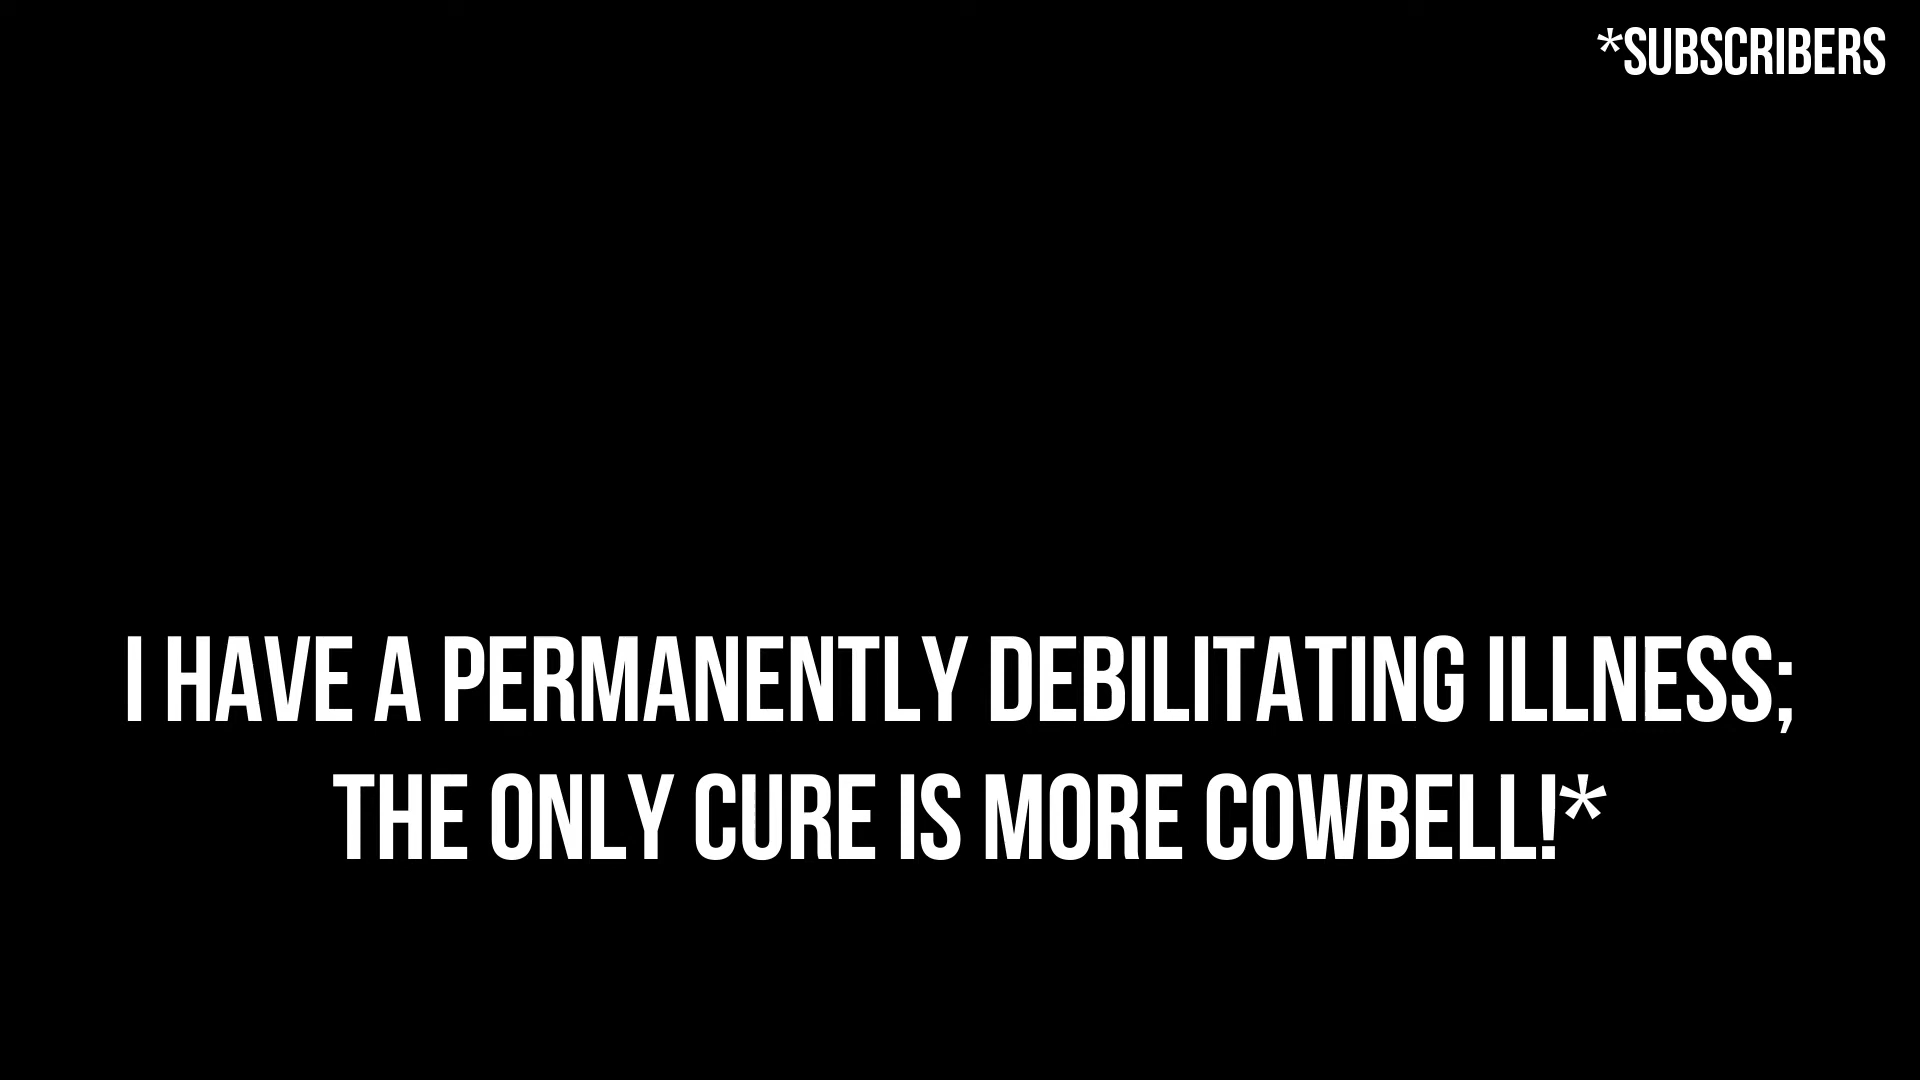 *SUBSCRIBERS
I HAVE A PERMANENTLY DEBILITATING ILLNESS;
THE ONLY CURE IS MORE COWBELL!*